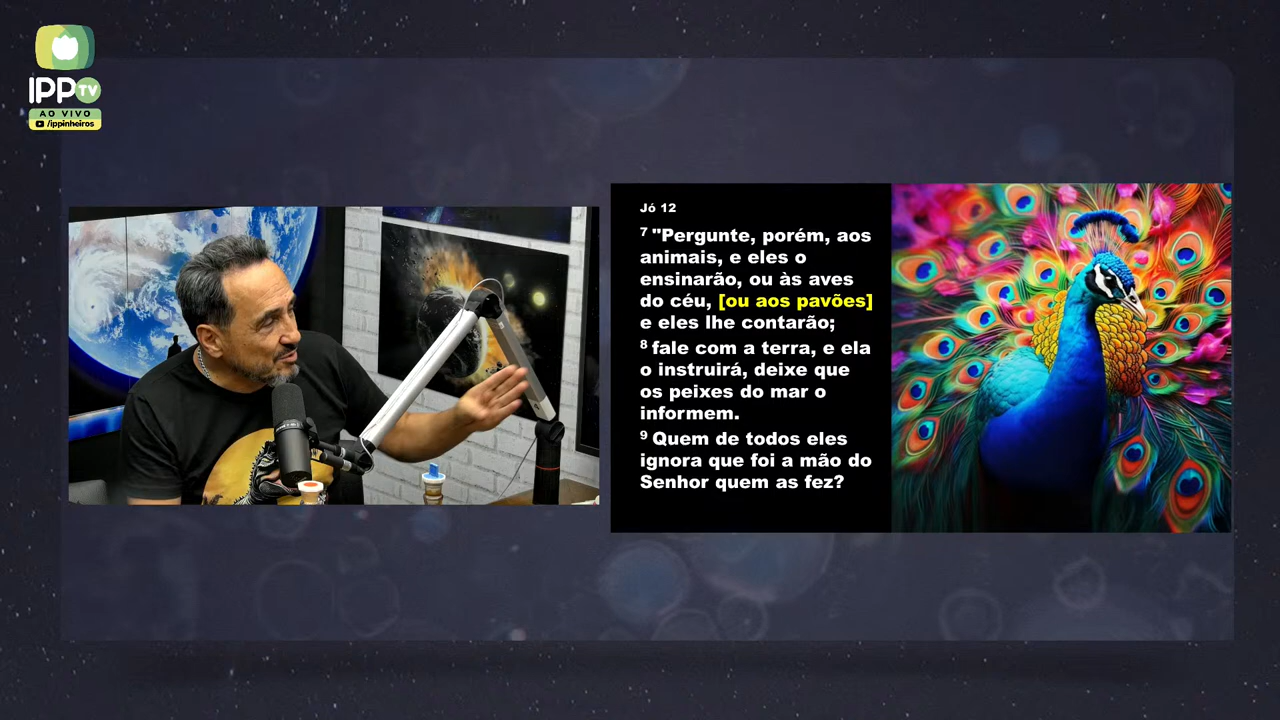 IPP TV
AO VIVO
/ippinheiros
Jó 12
7 "Pergunte, porém, aos
animais, e eles o
ensinarão, ou às aves
do céu, [ou aos pavões]
e eles lhe contarão;
8 fale com a terra, e ela
o instruirá, deixe que
os peixes do mar o
informem.
9 Quem de todos eles
ignora que foi a mão do
Senhor quem as fez?